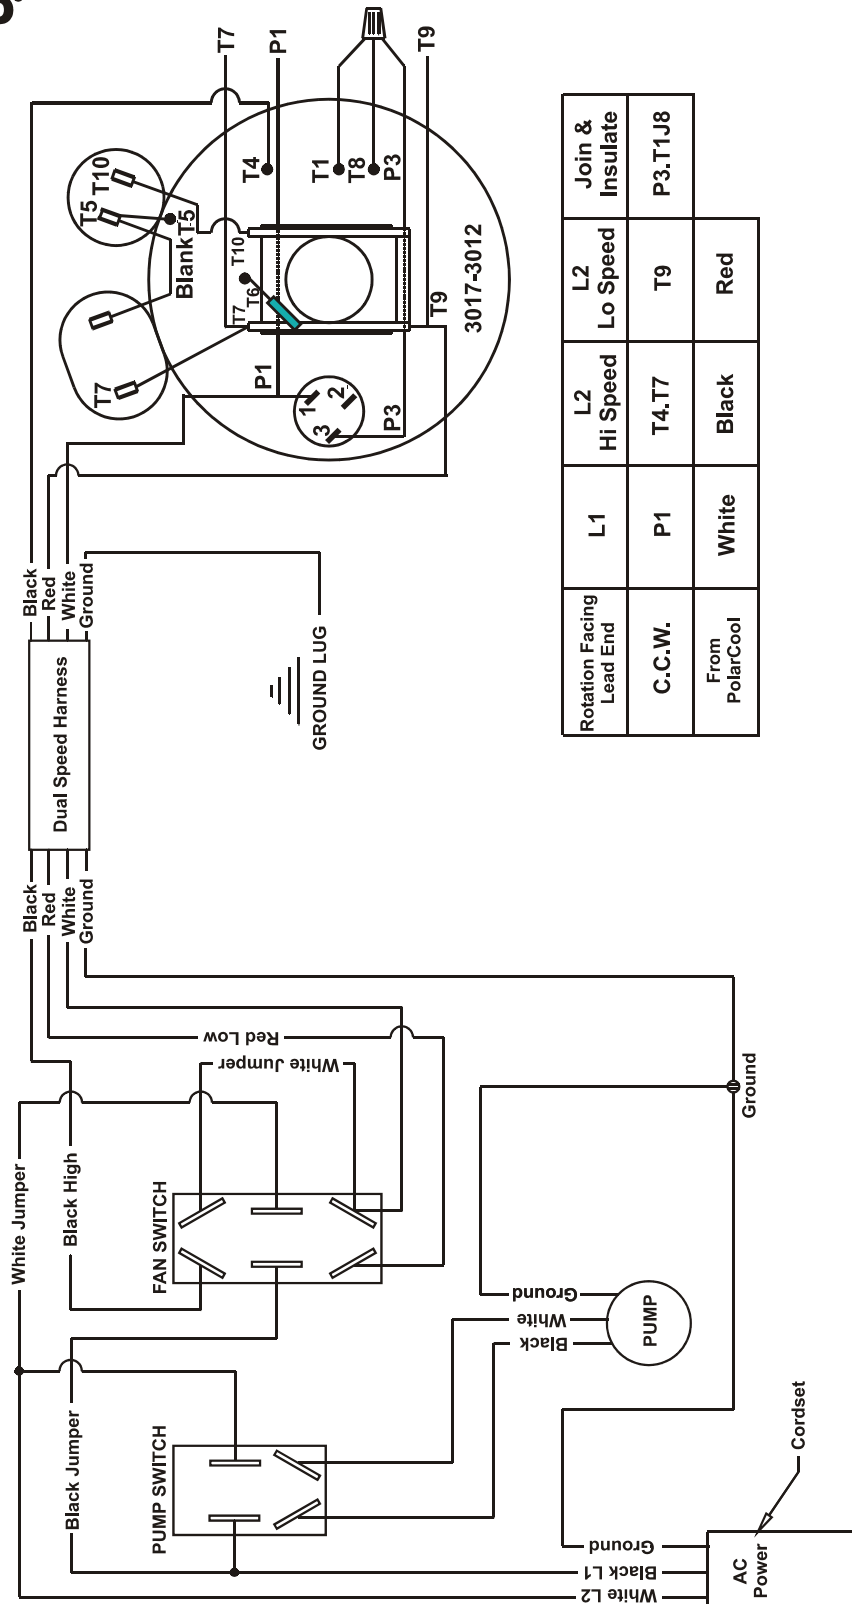 T7
P1
T9
T10
T5
Blank
T5
T4
T1
T8
P3
T10
T6
T7
T9
3017-3012
T7
P1
1
2
3
P3
Black
Red
White
Ground
Dual Speed Harness
GROUND LUG
Black
Red
White
Ground
Red Low
White Jumper
White Jumper
Black High
FAN SWITCH
Ground
Ground
White
Black
PUMP
Black Jumper
PUMP SWITCH
Cordset
Ground
Black L1
White L2
AC
Power
Rotation Facing
Lead End
L1
L2
Hi Speed
L2
Lo Speed
Join &
Insulate
C.C.W.
P1
T4.T7
T9
P3.T1J8
From
PolarCool
White
Black
Red